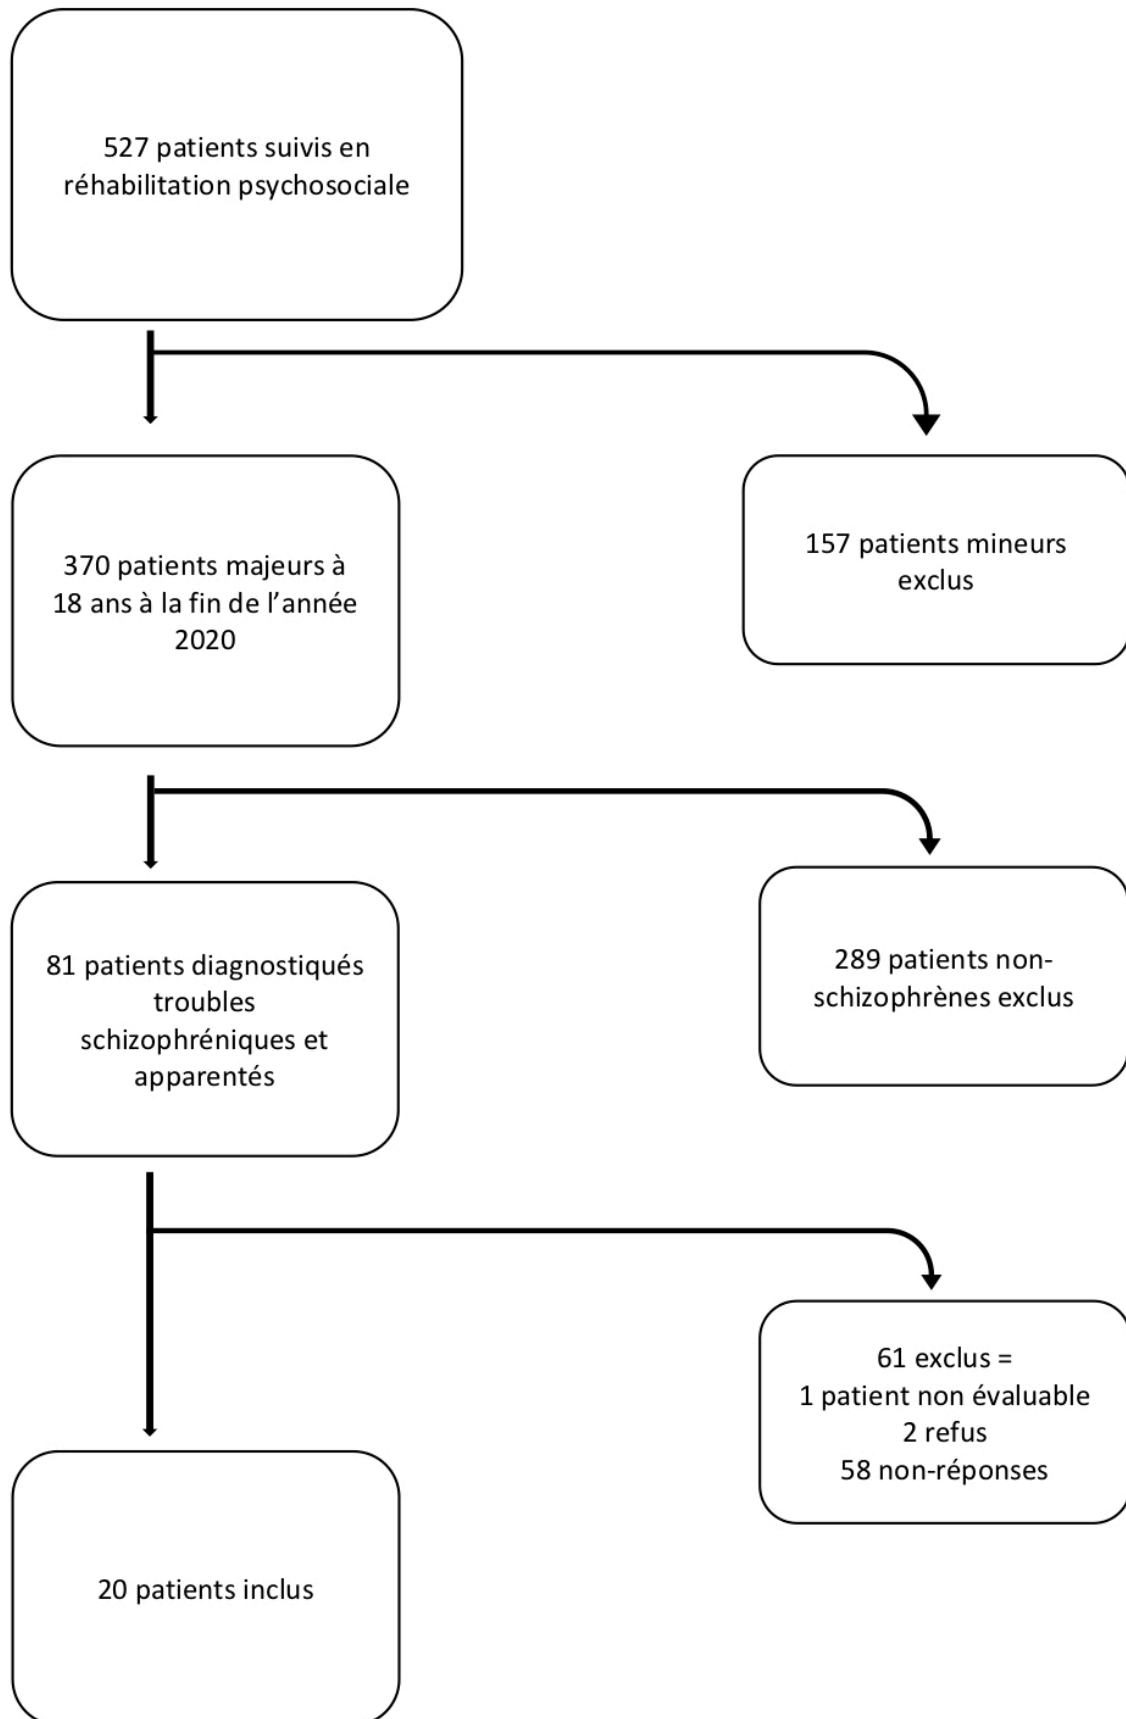 527 patients suivis en
réhabilitation psychosociale
370 patients majeurs à
18 ans à la fin de l’année
2020
157 patients mineurs
exclus
81 patients diagnostiqués
troubles
schizophréniques et
apparentés
289 patients non-
schizophrènes exclus
61 exclus =
1 patient non évaluable
2 refus
58 non-réponses
20 patients inclus